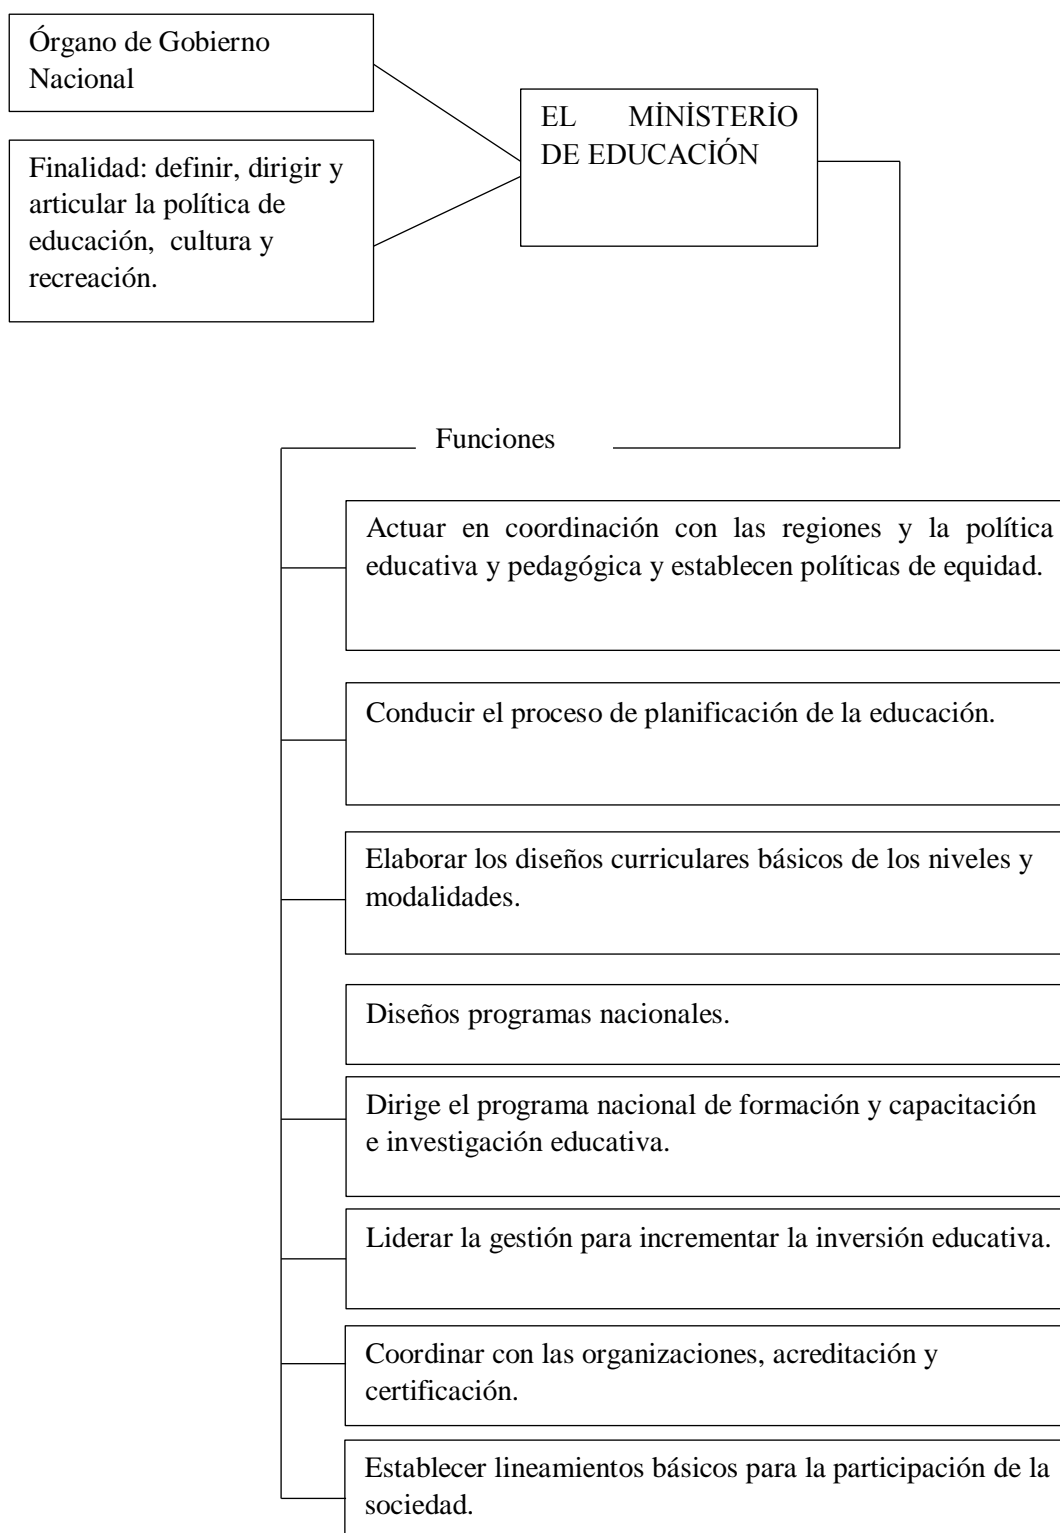 Órgano de Gobierno
Nacional
EL MİNİSTERİO
DE EDUCACİÓN
Finalidad: definir, dirigir y
articular la política de
educación, cultura y
recreación.
Funciones
Actuar en coordinación con las regiones y la política
educativa y pedagógica y establecen políticas de equidad.
Conducir el proceso de planificación de la educación.
Elaborar los diseños curriculares básicos de los niveles y
modalidades.
Diseños programas nacionales.
Dirige el programa nacional de formación y capacitación
e investigación educativa.
Liderar la gestión para incrementar la inversión educativa.
Coordinar con las organizaciones, acreditación y
certificación.
Establecer lineamientos básicos para la participación de la
sociedad.